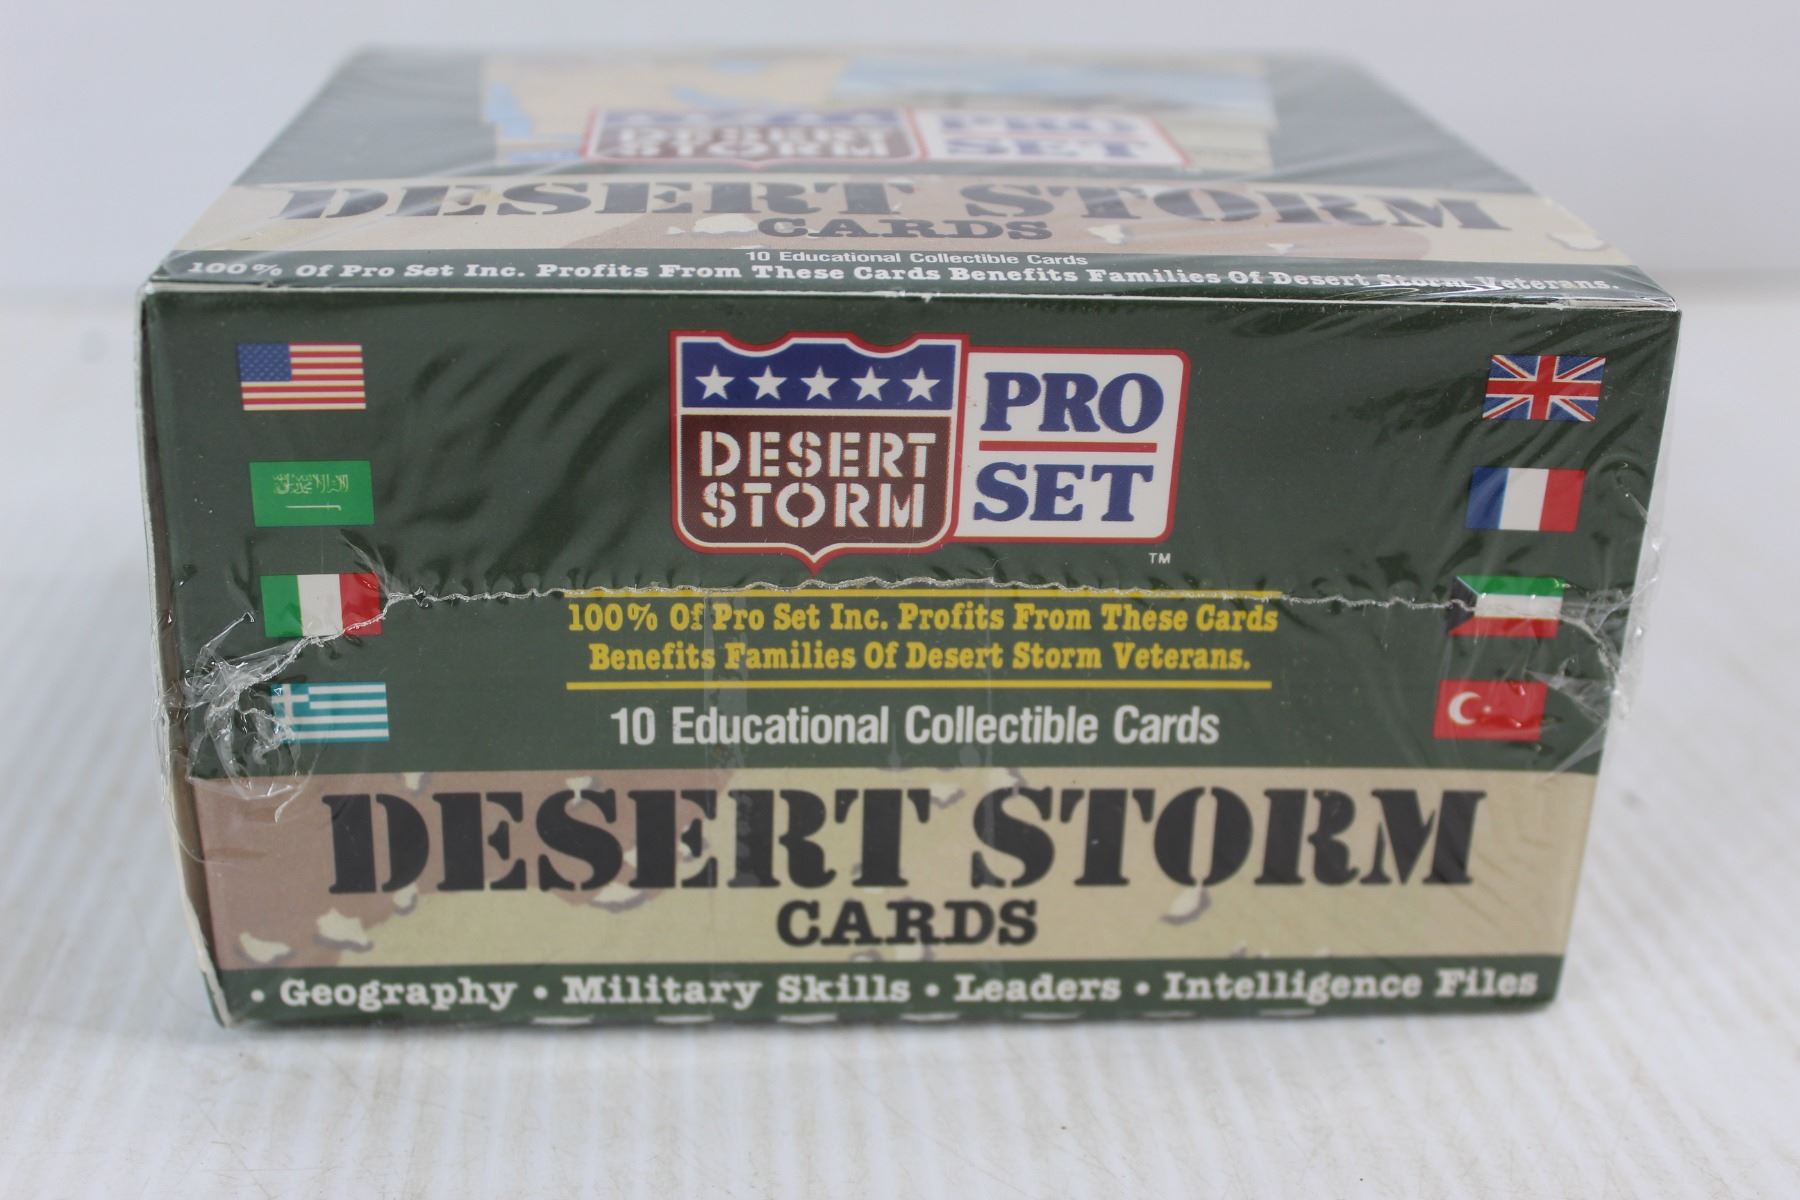 DESERT
STORM
PRO
SET
DESERT STORM
CARDS
10 Educational Collectible Cards
100% Of Pro Set Inc. Profits From These Cards Benefits Families Of Desert Storm Veterans.
DESERT
STORM
PRO
SET
TM
100% Of Pro Set Inc. Profits From These Cards
Benefits Families Of Desert Storm Veterans.
10 Educational Collectible Cards
DESERT STORM
CARDS
• Geography • Military Skills • Leaders • Intelligence Files